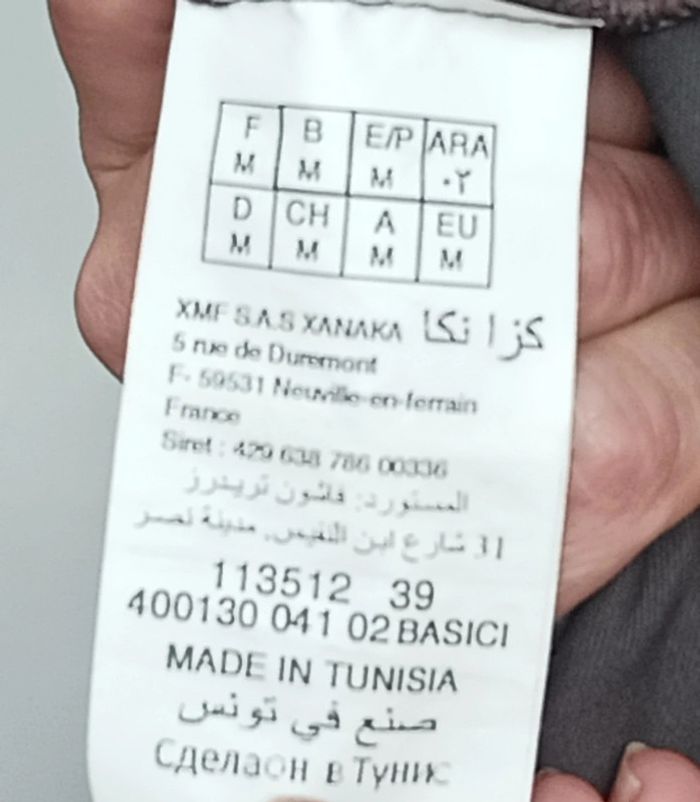 F B E/P ARA
M M M ٠٢
D CH A EU
M M M M
XMF S.A.S XANAKA كزا نكا
5 rue de Duremont
F- 59531 Neuville-en-ferrain
France
Siret : 429 638 786 00336
المستورد: فاشون تريدرز
31 شارع ابن النفيس. مدينة نصر
113512 39
400130 041 02 BASICI
MADE IN TUNISIA
صنع في تونس
Сделаон в Тунис